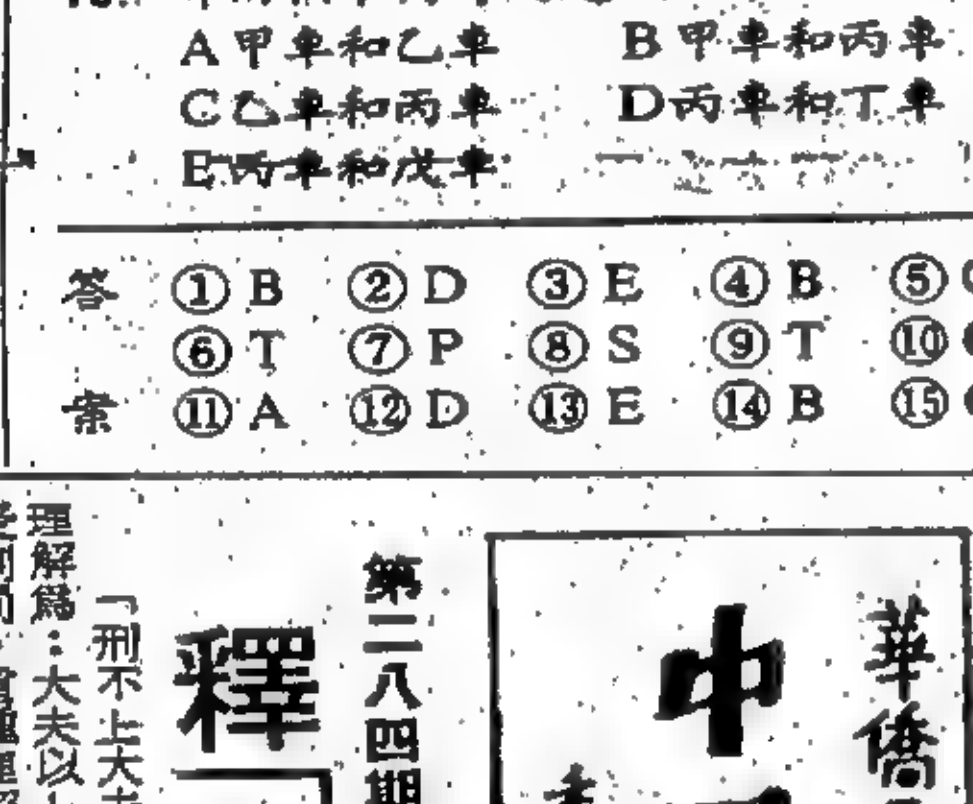 A甲車和乙車 B甲車和丙車
C乙車和丙車 D丙車和丁車
E丙車和戊車
答 ①B ②D ③E ④B ⑤
⑥T ⑦P ⑧S ⑨T ⑩
案 ⑪A ⑫D ⑬E ⑭B ⑮
華僑
中
第二八四期
釋
「刑不上大夫
理解爲：大夫以